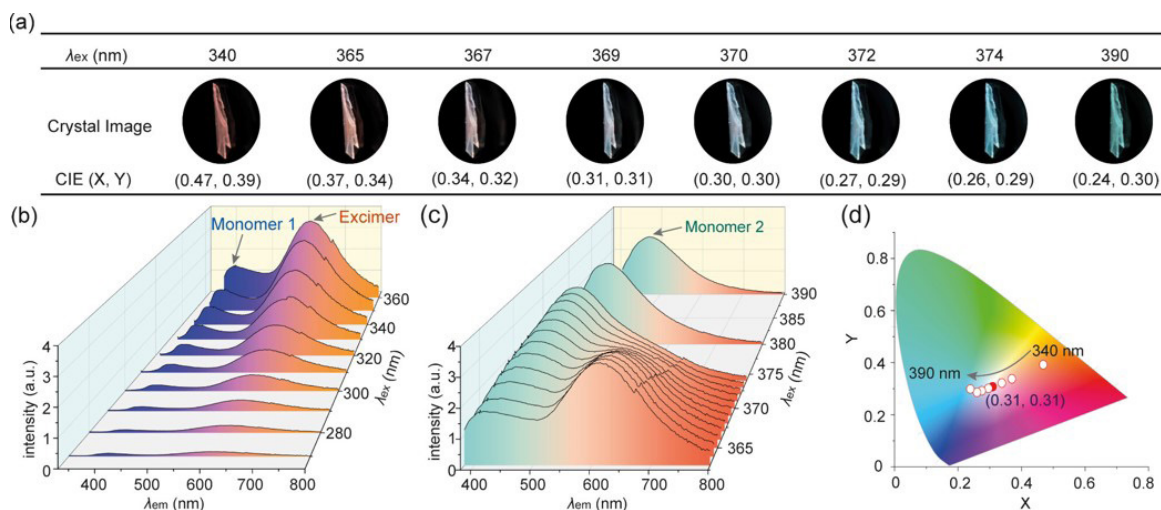 (a)
λex (nm) 340 365 367 369 370 372 374 390
Crystal Image
CIE (X, Y) (0.47, 0.39) (0.37, 0.34) (0.34, 0.32) (0.31, 0.31) (0.30, 0.30) (0.27, 0.29) (0.26, 0.29) (0.24, 0.30)
(b)
Monomer 1
Excimer
intensity (a.u.)
4
3
2
1
0
400 500 600 700 800
λem (nm)
280
300
320
340
360
λex (nm)
(c)
Monomer 2
intensity (a.u.)
4
3
2
1
0
400 500 600 700 800
λem (nm)
365
370
375
380
385
390
λex (nm)
(d)
Y
0.8
0.6
0.4
0.2
0
340 nm
390 nm
(0.31, 0.31)
0 0.2 0.4 0.6 0.8
X